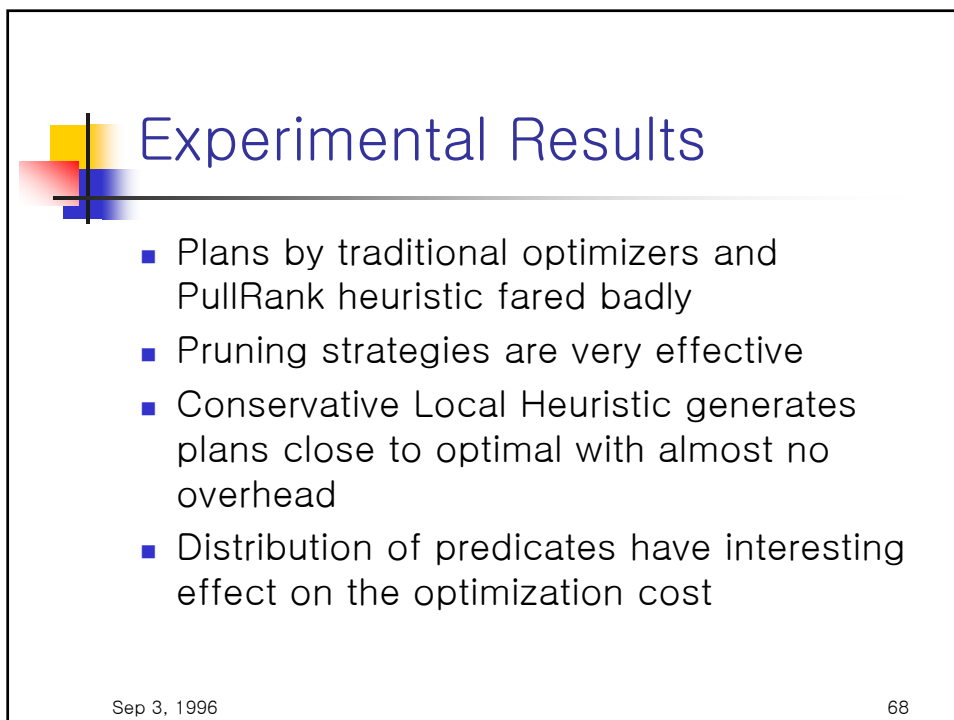 Experimental Results
■ Plans by traditional optimizers and
PullRank heuristic fared badly
■ Pruning strategies are very effective
■ Conservative Local Heuristic generates
plans close to optimal with almost no
overhead
■ Distribution of predicates have interesting
effect on the optimization cost
Sep 3, 1996
68